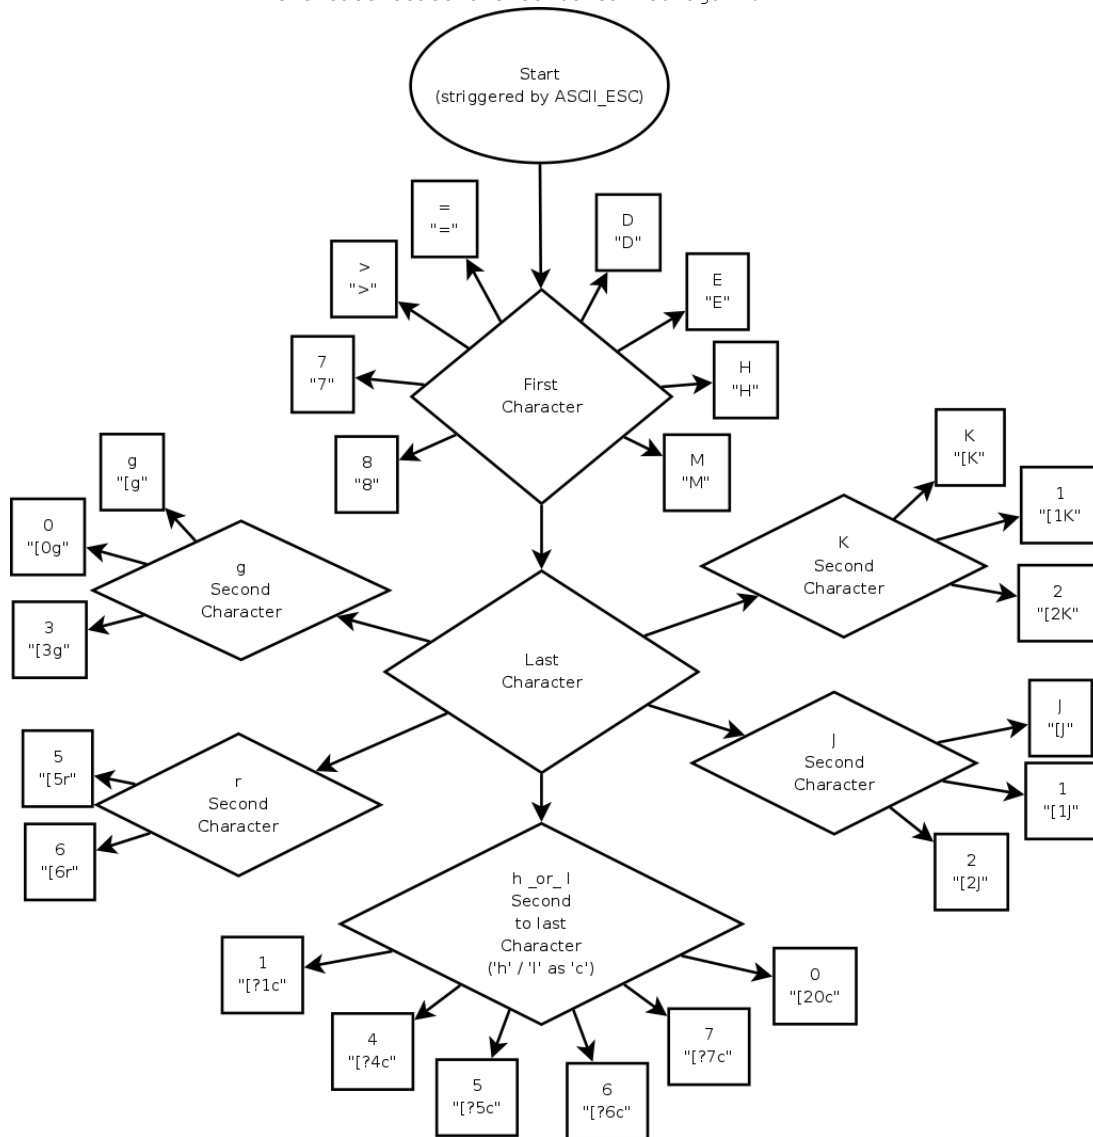 Start
(striggered by ASCII_ESC)
=
"="
D
"D"
>
">"
E
"E"
7
"7"
First
Character
H
"H"
8
"8"
M
"M"
g
"[g"
K
"[K"
0
"[0g"
1
"[1K"
g
Second
Character
K
Second
Character
3
"[3g"
2
"[2K"
Last
Character
5
"[5r"
J
"[J"
r
Second
Character
J
Second
Character
1
"[1J"
6
"[6r"
2
"[2J"
h _or_ l
Second
to last
Character
('h' / 'l' as 'c')
1
"[?1c"
0
"[20c"
4
"[?4c"
7
"[?7c"
5
"[?5c"
6
"[?6c"